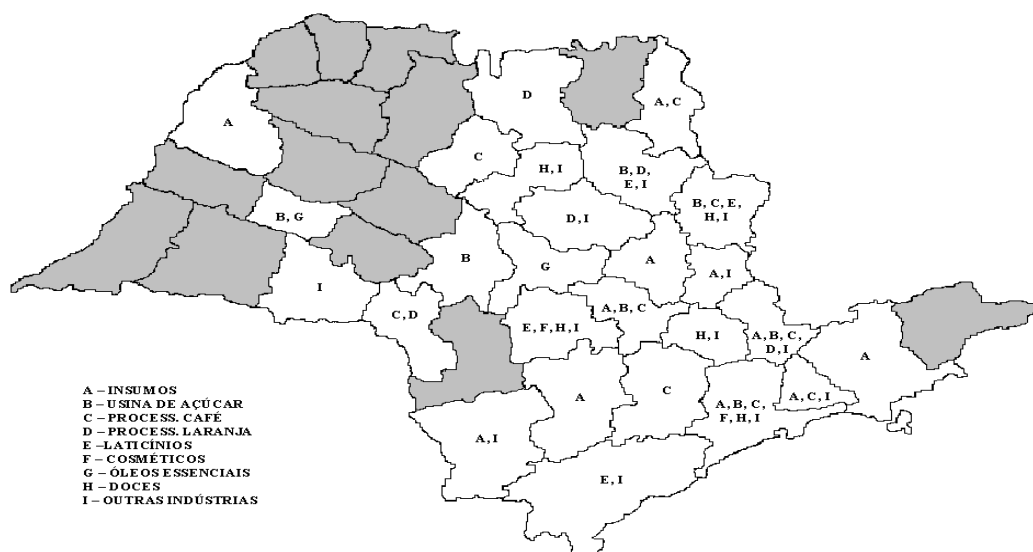 D
A, C
A
C
H, I
B, D,
E, I
B, C, E,
H, I
B, G
D, I
B
G
A
A, I
I
C, D
E, F, H, I
A, B, C
H, I
A, B, C,
D, I
A
A
C
A, B, C,
F, H, I
A, C, I
A, I
E, I
A – INSUMOS
B – USINA DE AÇÚCAR
C – PROCESS. CAFÉ
D – PROCESS. LARANJA
E – LATICÍNIOS
F – COSMÉTICOS
G – ÓLEOS ESSENCIAIS
H – DOCES
I – OUTRAS INDÚSTRIAS